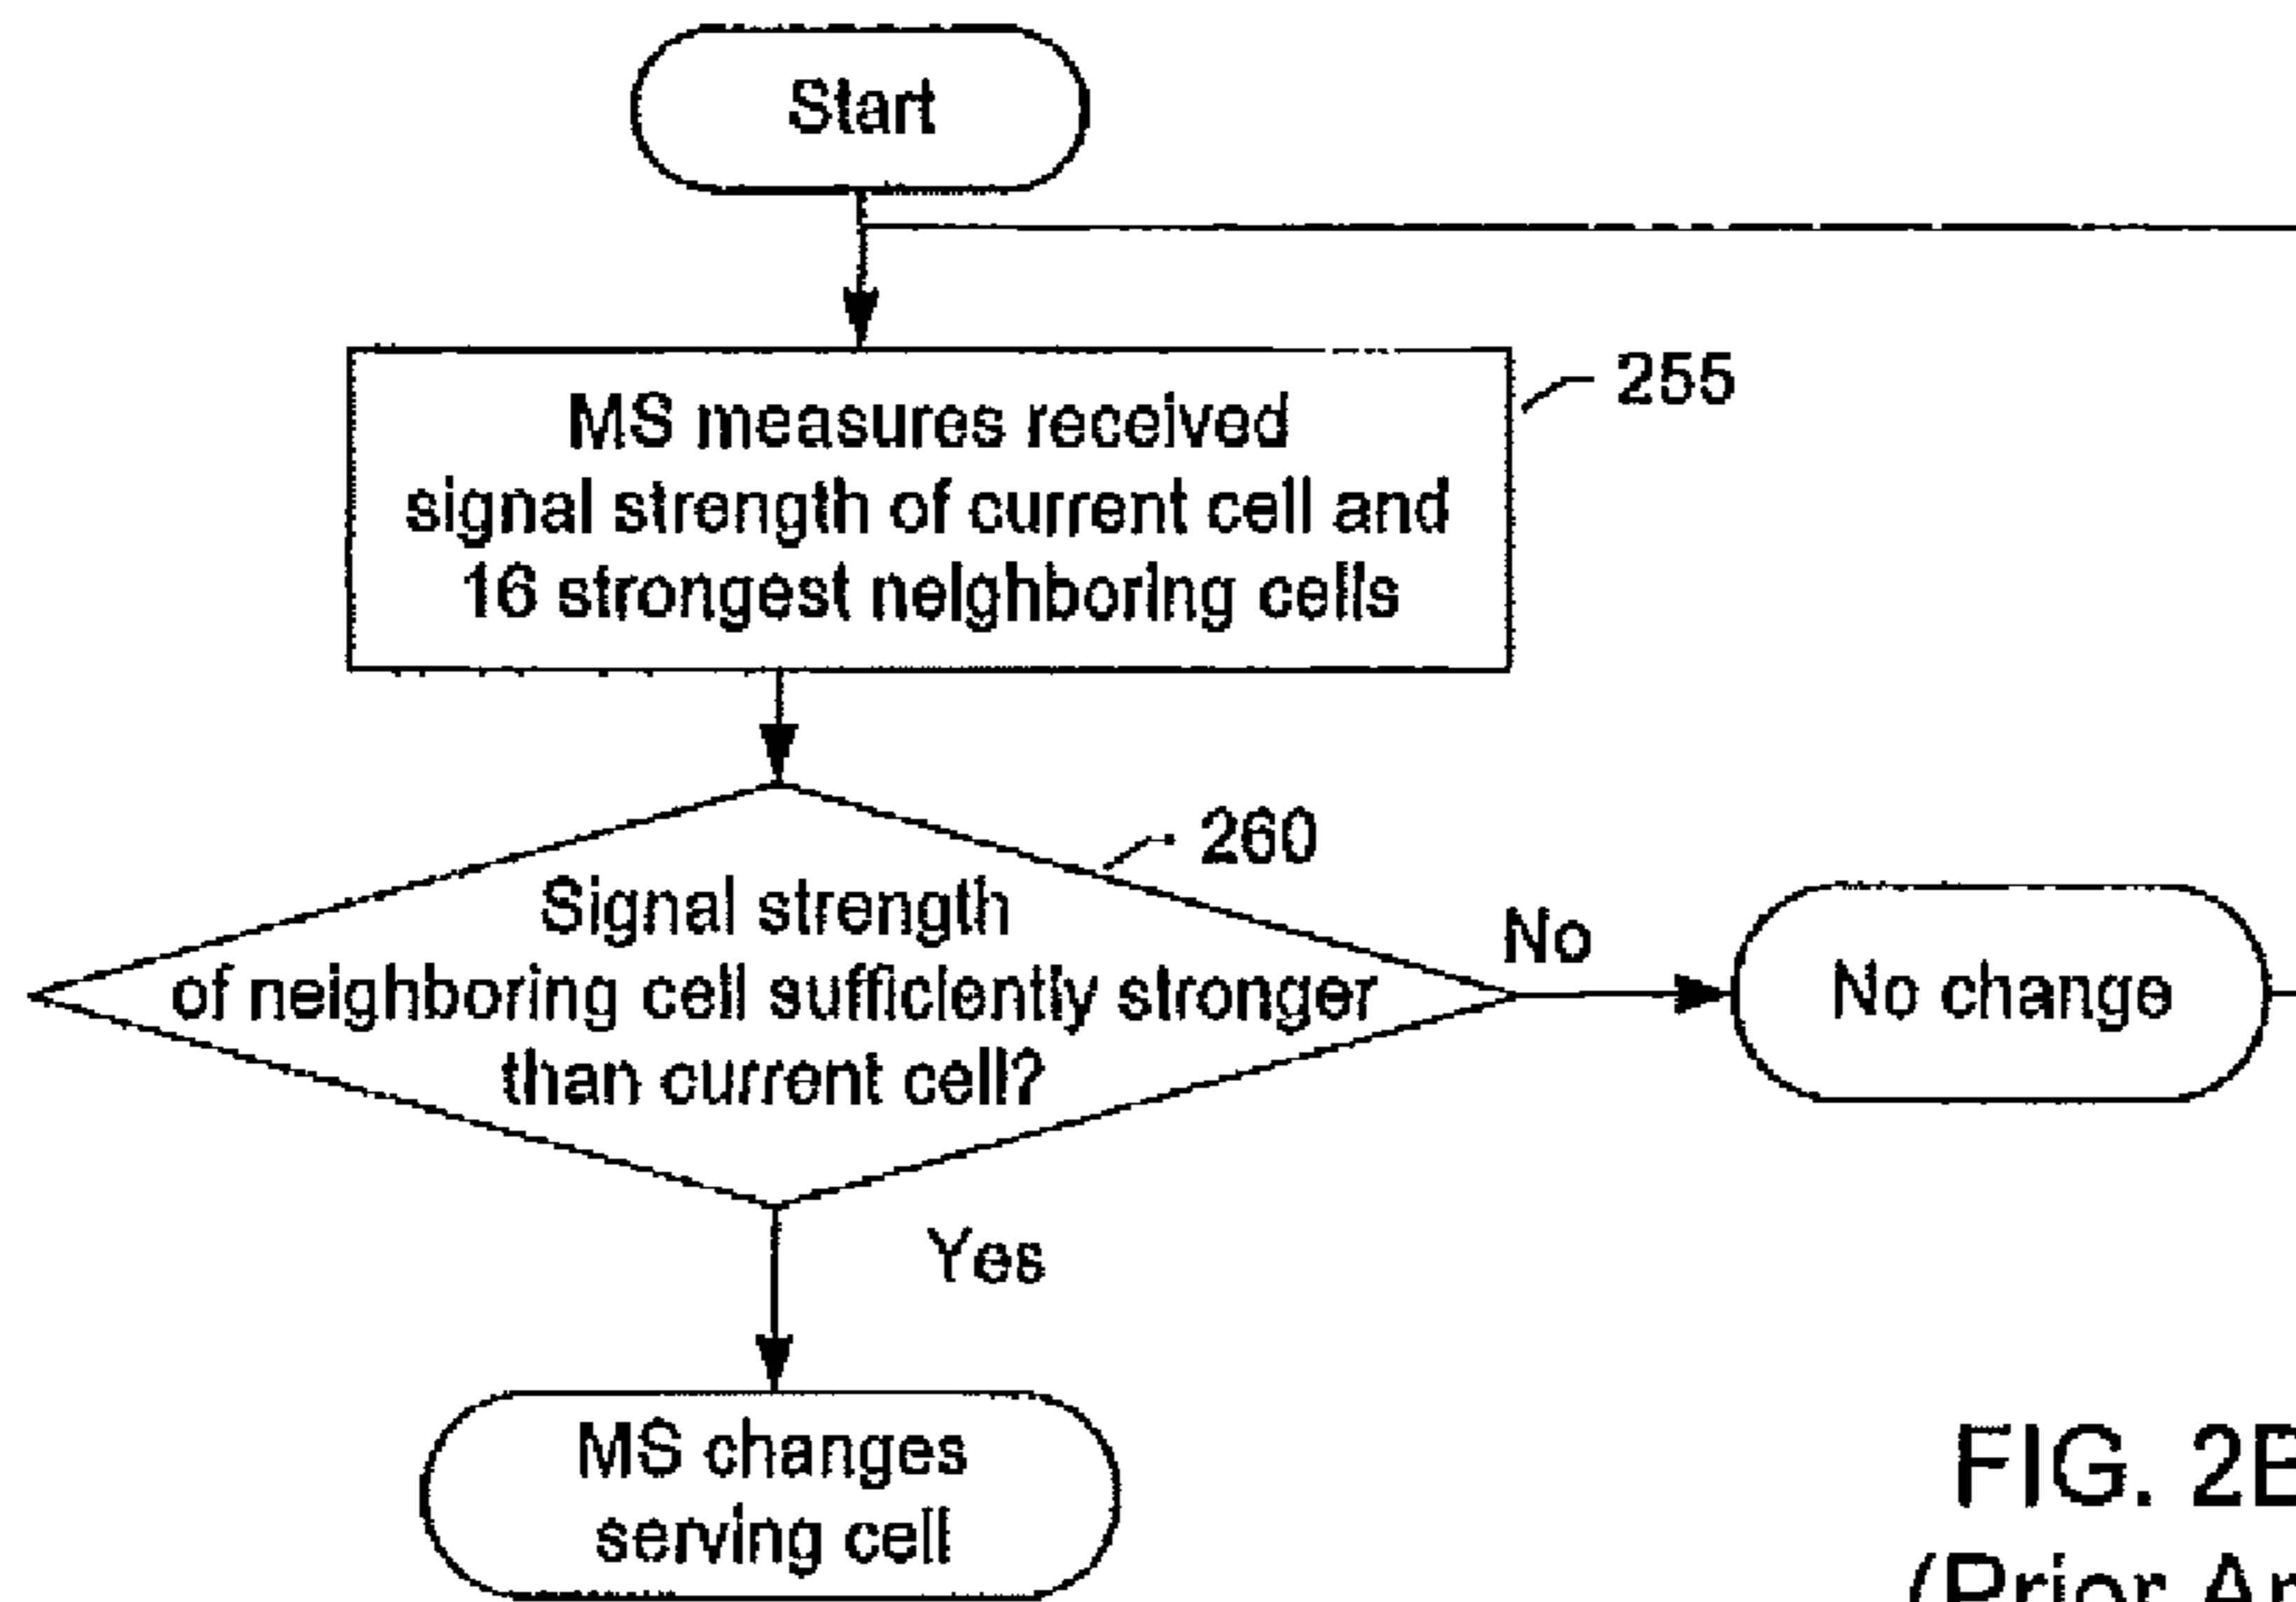 Start
MS measures received
255
signal strength of current cell and
16 strongest neighboring cells
260
Signal strength
of neighboring cell sufficiently stronger
than current cell?
No
No change
Yes
MS changes
serving cell
FIG. 2B
(Prior